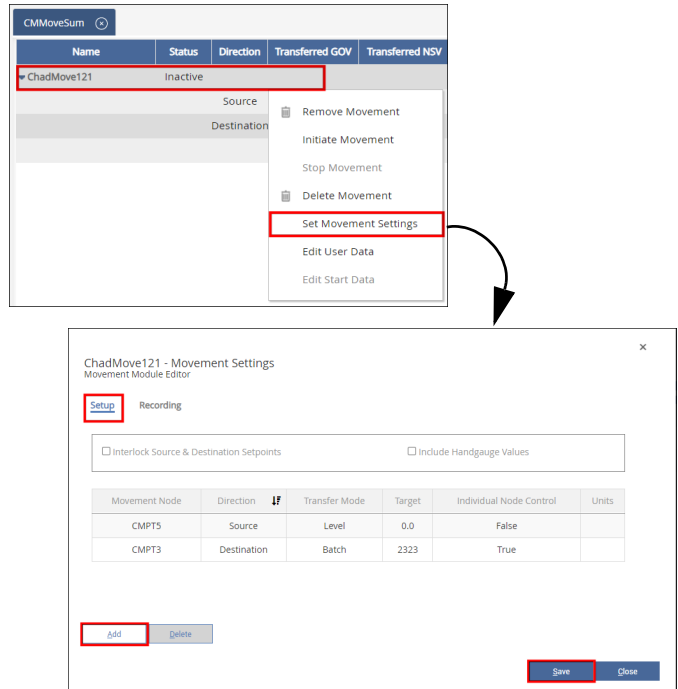 CMMoveSum
Name Status Direction Transferred GOV Transferred NSV
ChadMove121 Inactive
Source
Destination
Remove Movement
Initiate Movement
Stop Movement
Delete Movement
Set Movement Settings
Edit User Data
Edit Start Data
ChadMove121 - Movement Settings
Movement Module Editor
Setup Recording
Interlock Source & Destination Setpoints Include Handgauge Values
Movement Node Direction Transfer Mode Target Individual Node Control Units
CMPT5 Source Level 0.0 False
CMPT3 Destination Batch 2323 True
Add Delete
Save Close